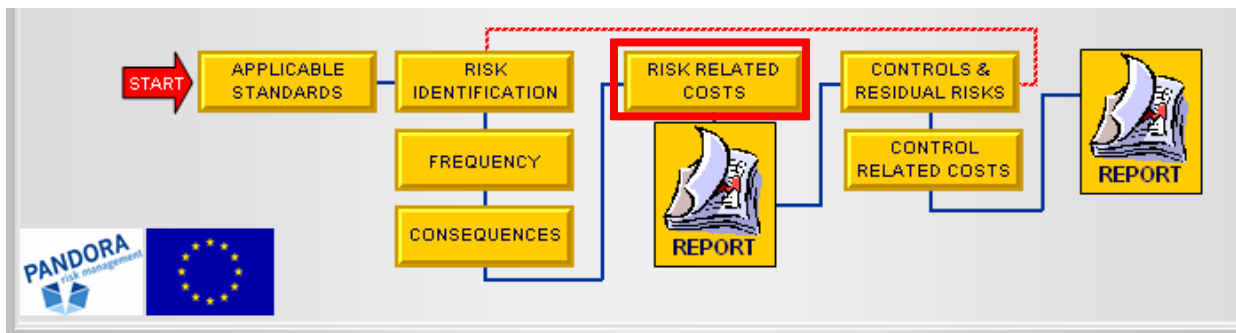 START
APPLICABLE
STANDARDS
RISK
IDENTIFICATION
FREQUENCY
CONSEQUENCES
RISK RELATED
COSTS
REPORT
CONTROLS &
RESIDUAL RISKS
CONTROL
RELATED COSTS
REPORT
PANDORA
risk management